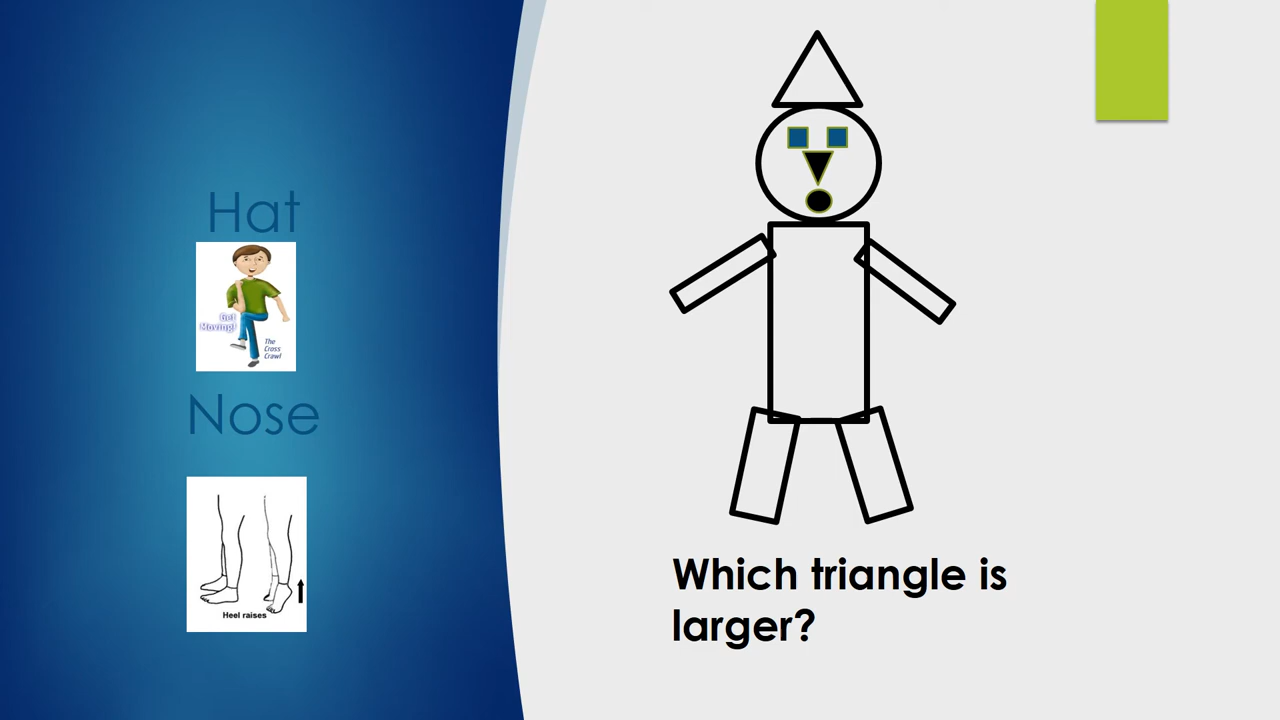 Hat
Get
Moving!
The
Cross
Crawl
Nose
Heel raises
Which triangle is
larger?